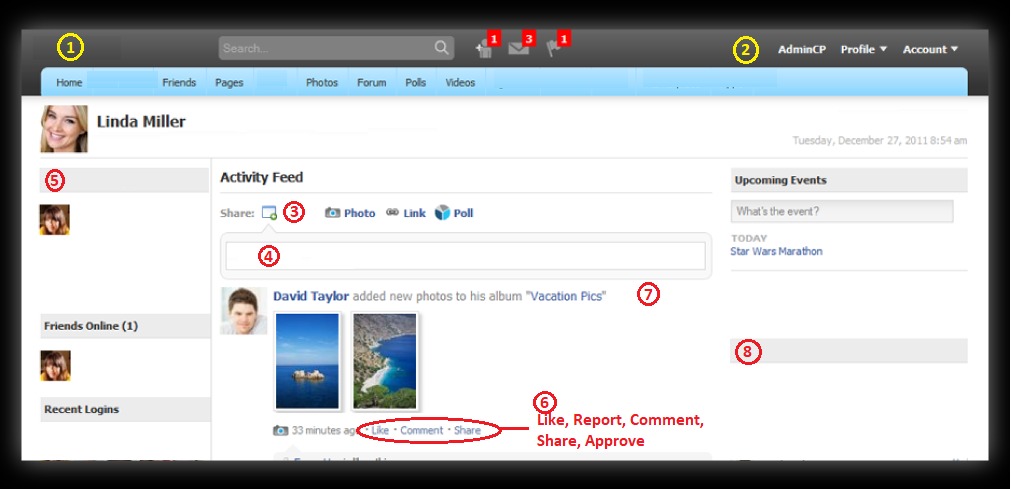 1
Search...
1
3
1
2
AdminCP Profile Account
Home Friends Pages Photos Forum Polls Videos
Linda Miller
Tuesday, December 27, 2011 8:54 am
5
Activity Feed
Upcoming Events
Share: 3 Photo Link Poll
What's the event?
TODAY
Star Wars Marathon
4
David Taylor added new photos to his album "Vacation Pics"
7
Friends Online (1)
8
Recent Logins
6
Like, Report, Comment,
Share, Approve
33 minutes ago · Like · Comment · Share